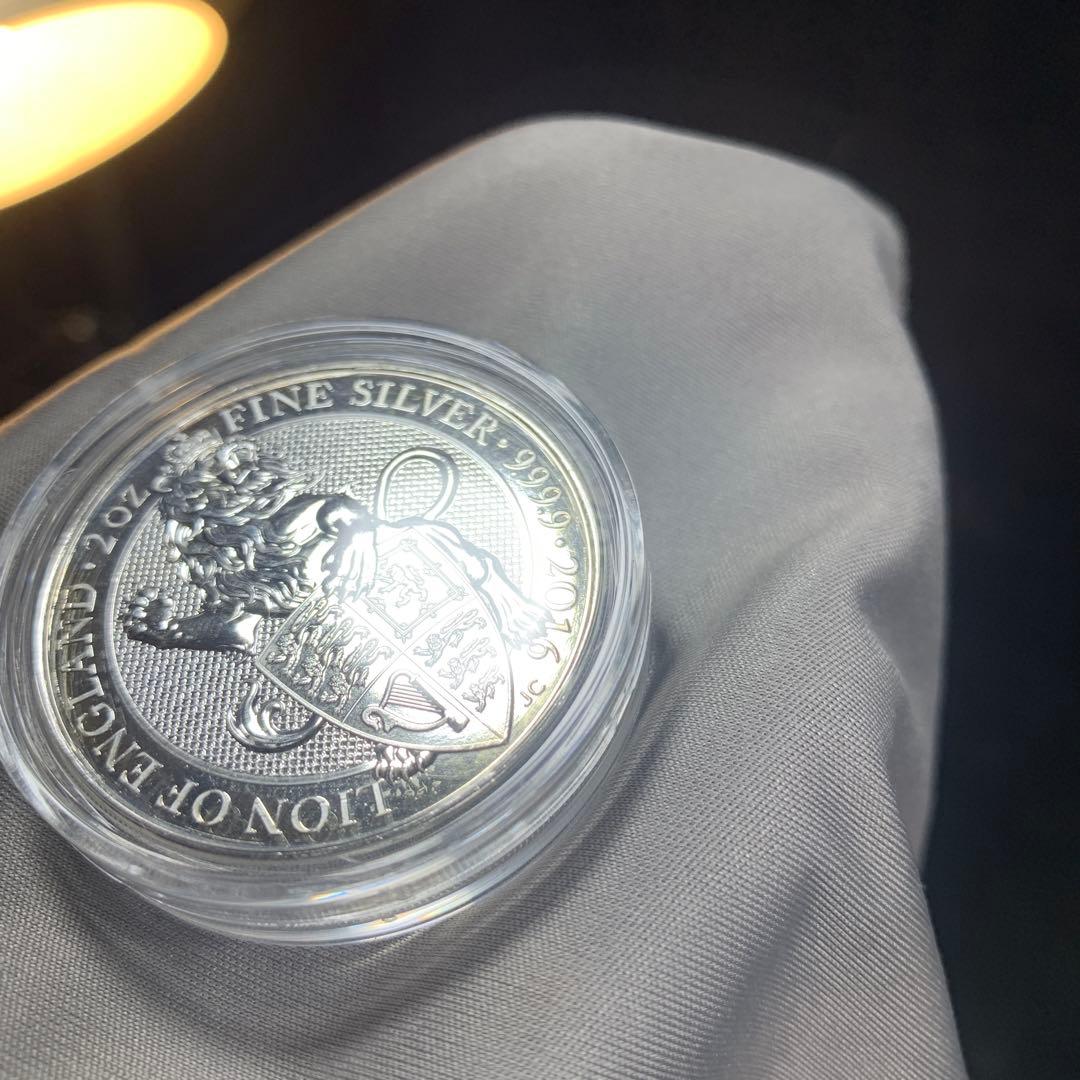 LION OF ENGLAND · 2 OZ FINE SILVER · 999.9 · 2016
JC